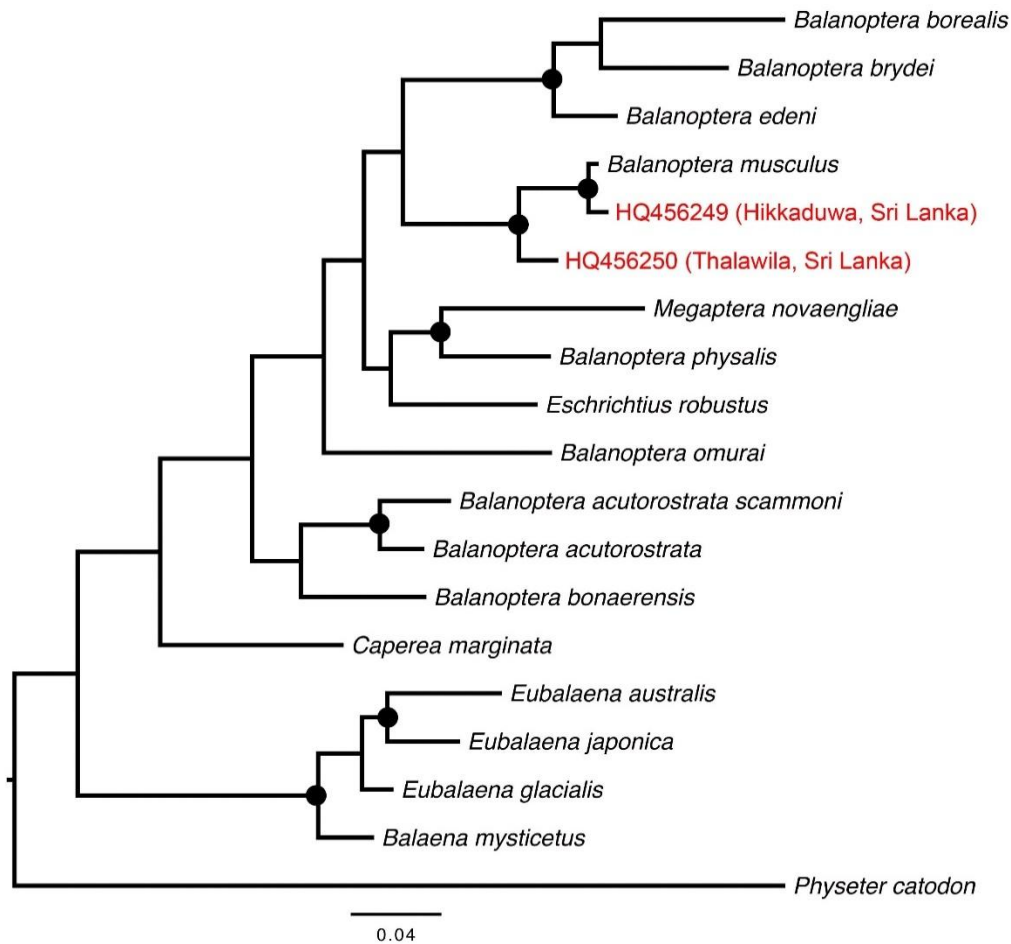 Balanoptera borealis
Balanoptera brydei
Balanoptera edeni
Balanoptera musculus
HQ456249 (Hikkaduwa, Sri Lanka)
HQ456250 (Thalawila, Sri Lanka)
Megaptera novaengliae
Balanoptera physalis
Eschrichtius robustus
Balanoptera omurai
Balanoptera acutorostrata scammoni
Balanoptera acutorostrata
Balanoptera bonaerensis
Caperea marginata
Eubalaena australis
Eubalaena japonica
Eubalaena glacialis
Balaena mysticetus
Physeter catodon
0.04